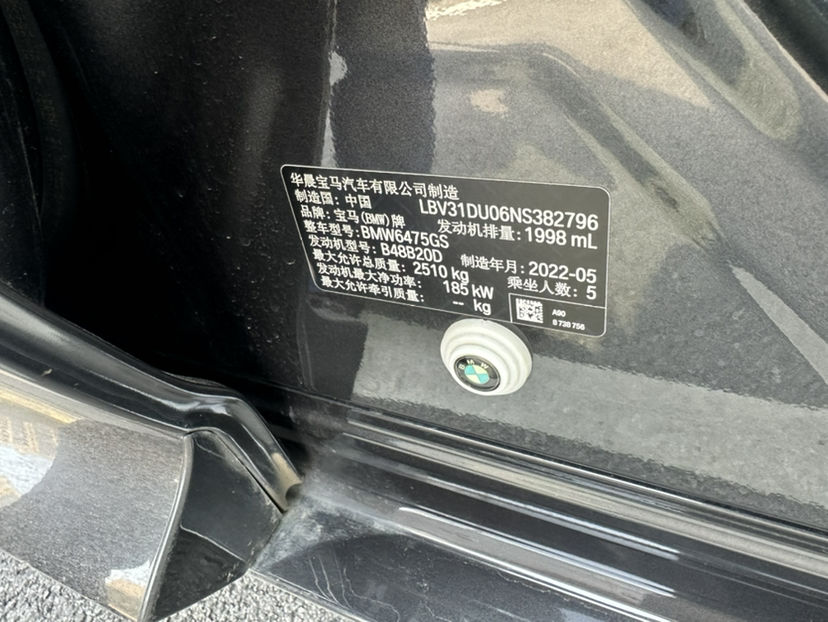 华晨宝马汽车有限公司制造
制造国: 中国 LBV31DU06NS382796
品牌: 宝马(BMW)牌 发动机排量: 1998 mL
整车型号: BMW6475GS
发动机型号: B48B20D 制造年月: 2022-05
最大允许总质量: 2510 kg 乘坐人数: 5
发动机最大净功率: 185 kW
最大允许牵引质量: -- kg
A90
8 738 756
BMW